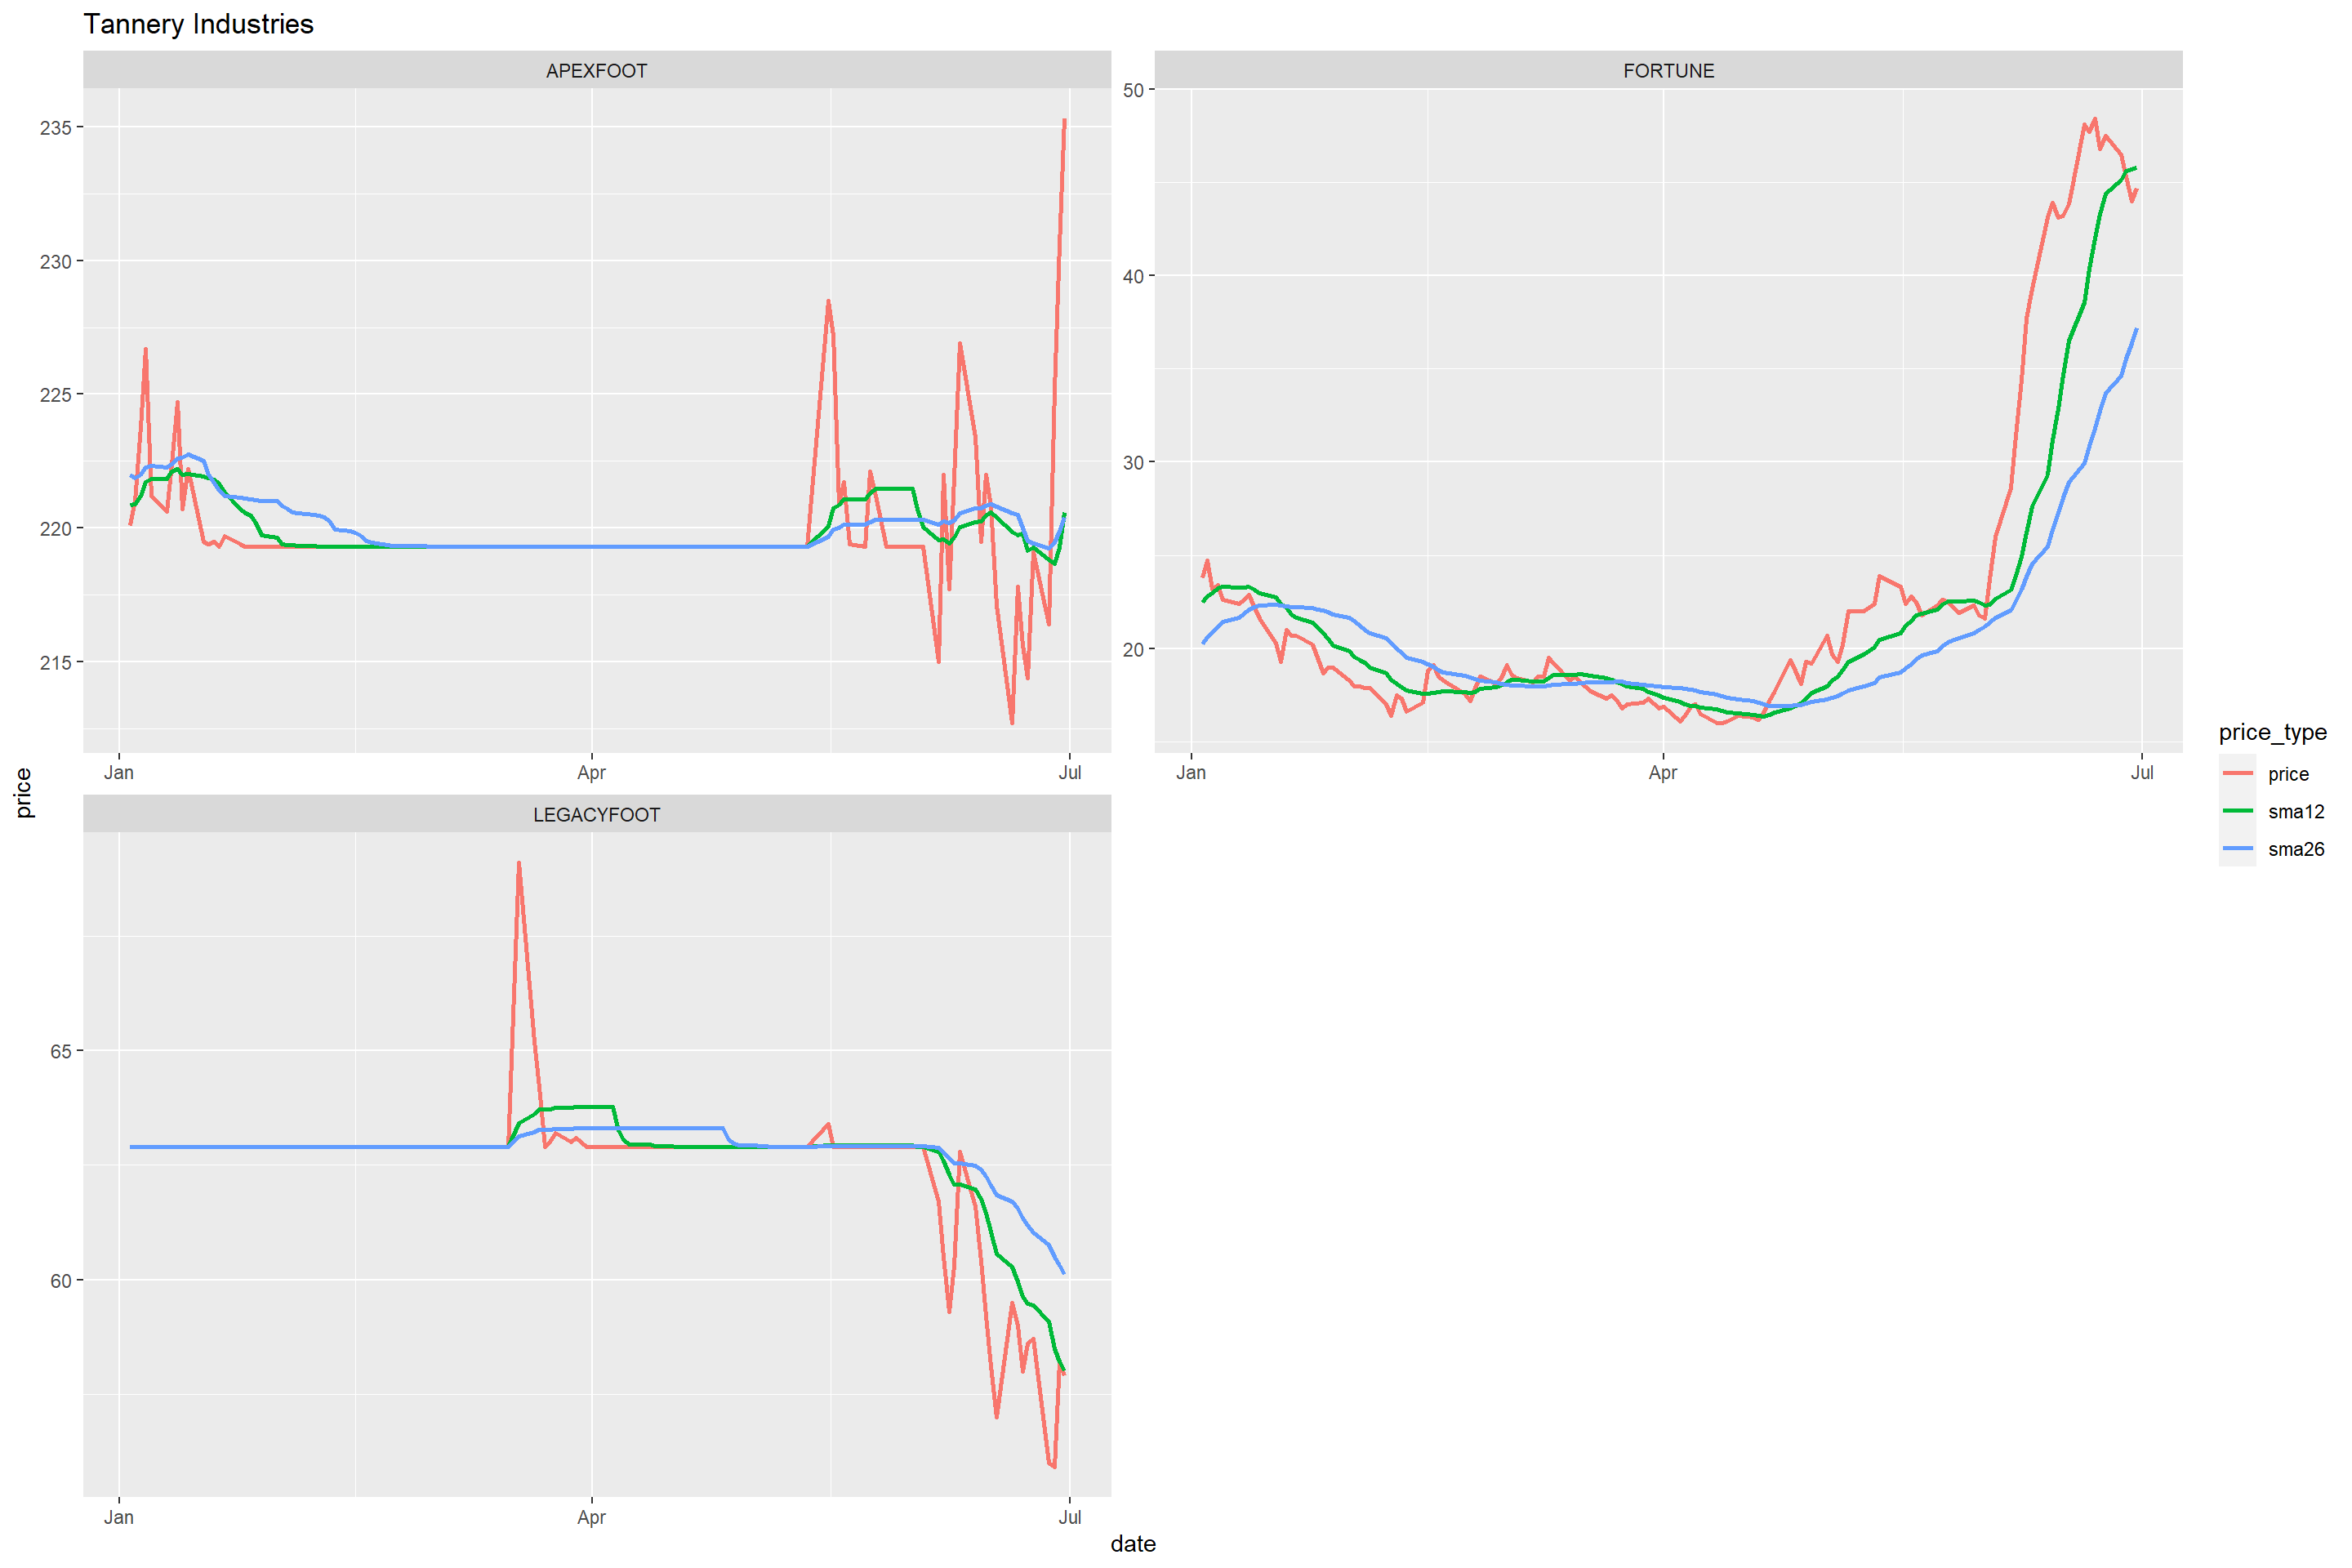 Tannery Industries
APEXFOOT
FORTUNE
235
230
225
220
215
50
40
30
20
Jan Apr Jul
Jan Apr Jul
price
LEGACYFOOT
65
60
Jan Apr Jul
date
price_type
price
sma12
sma26